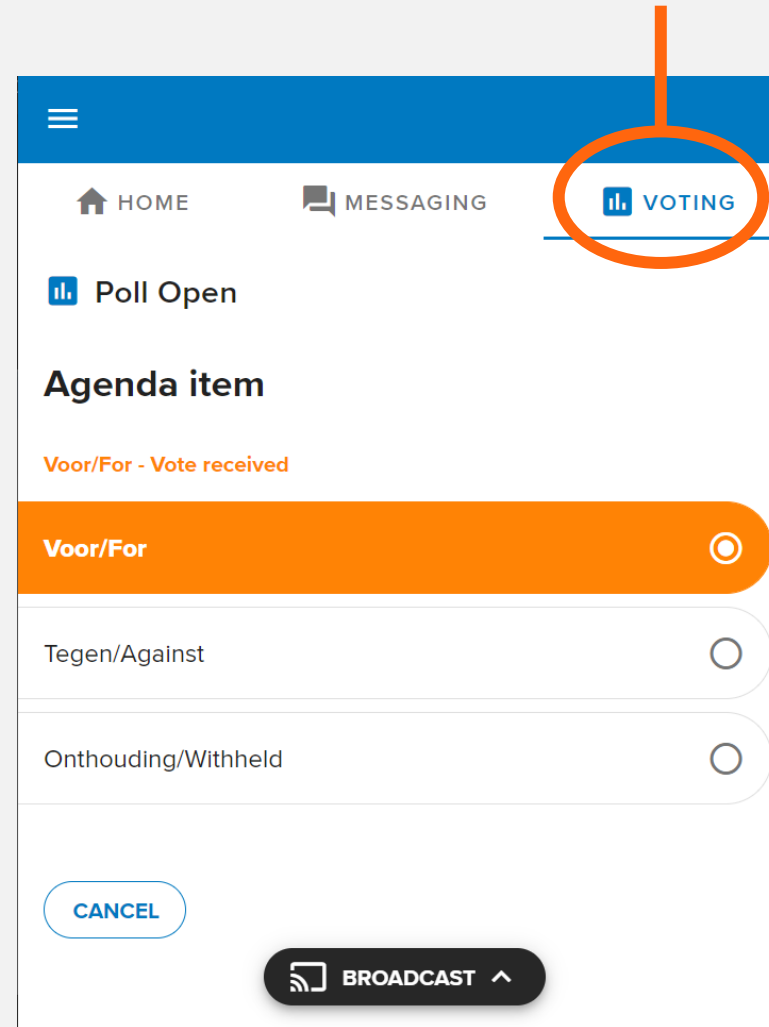 HOME MESSAGING VOTING
Poll Open
Agenda item
Voor/For - Vote received
Voor/For
Tegen/Against
Onthouding/Withheld
CANCEL
BROADCAST